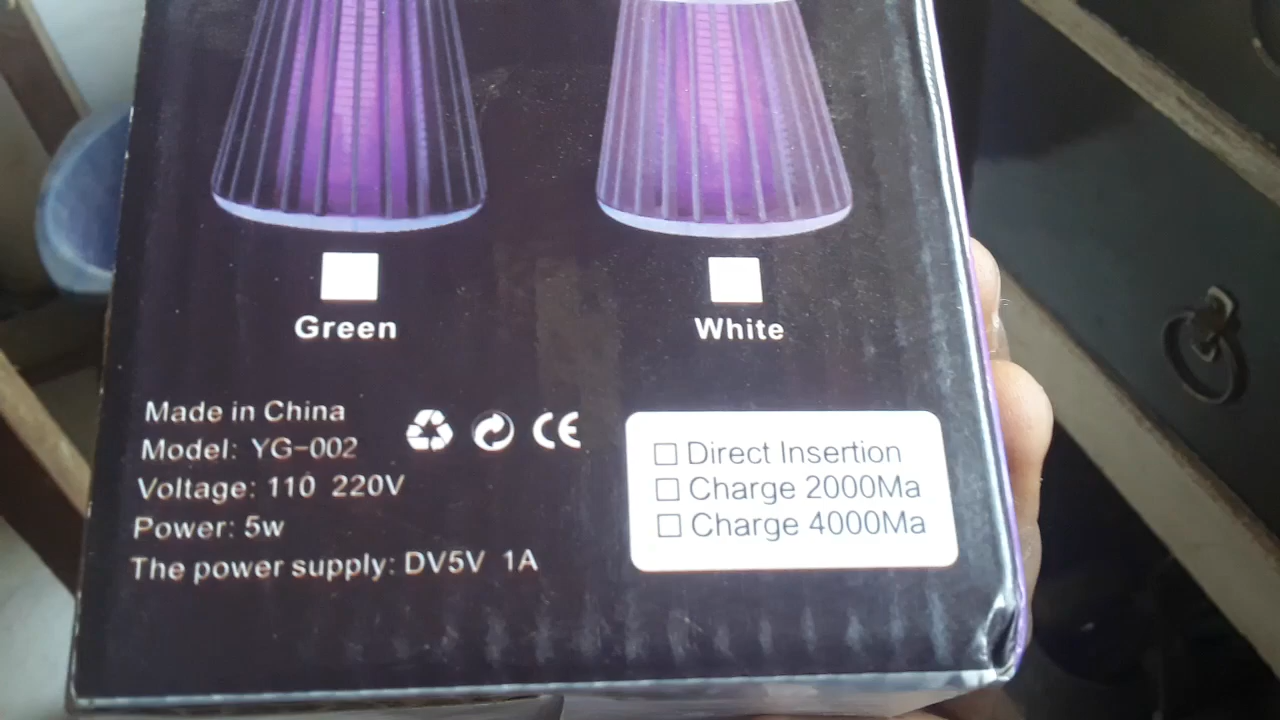 Green
White
Made in China
Model: YG-002
Voltage: 110 220V
Power: 5w
The power supply: DV5V 1A
CE
Direct Insertion
Charge 2000Ma
Charge 4000Ma